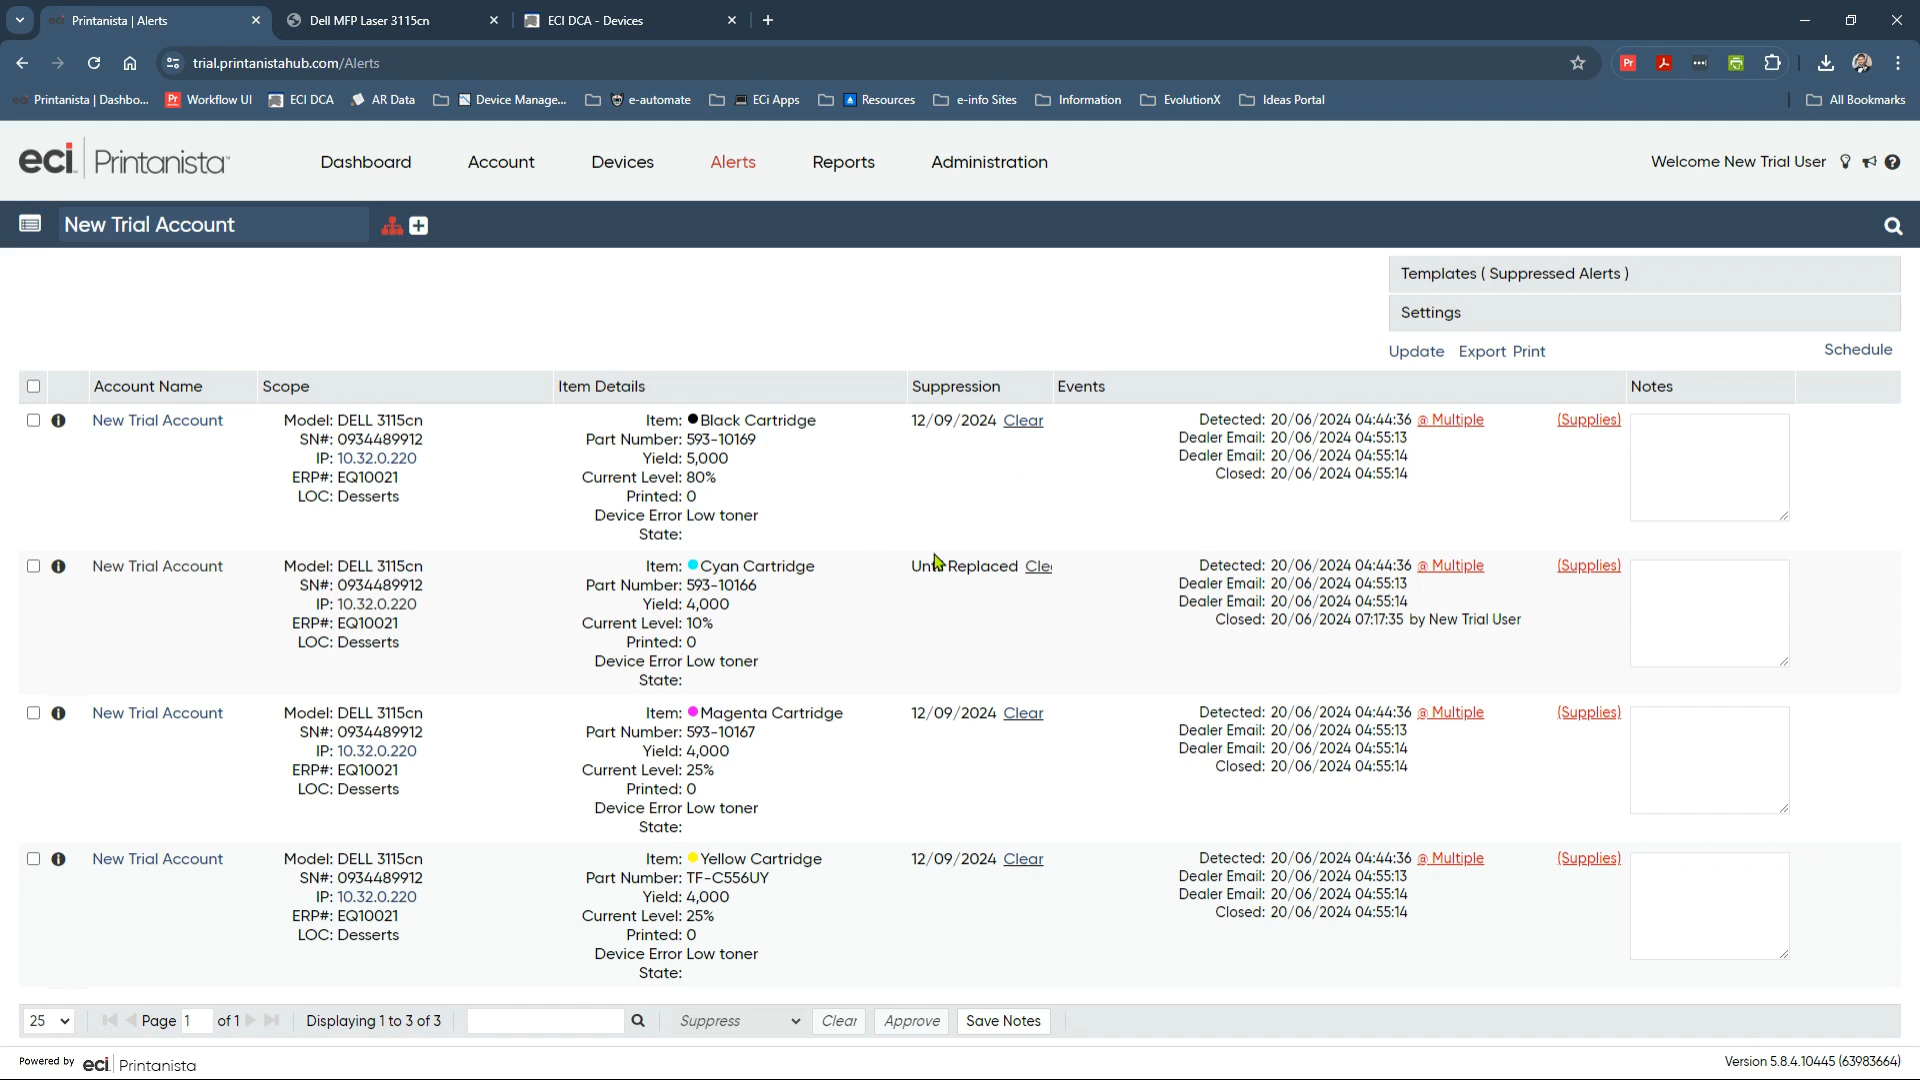 Printanista | Alerts
Dell MFP Laser 3115cn
ECI DCA - Devices
trial.printanistahub.com/Alerts
Printanista | Dashbo...
Workflow UI
ECI DCA
AR Data
Device Manage...
e-automate
ECi Apps
Resources
e-info Sites
Information
EvolutionX
Ideas Portal
All Bookmarks
eci Printanista
Dashboard
Account
Devices
Alerts
Reports
Administration
Welcome New Trial User
New Trial Account
Templates ( Suppressed Alerts )
Settings
Update Export Print
Schedule
Account Name
Scope
Item Details
Suppression
Events
Notes
New Trial Account
Model: DELL 3115cn
SN#: 0934489912
IP: 10.32.0.220
ERP#: EQ10021
LOC: Desserts
Item: Black Cartridge
Part Number: 593-10169
Yield: 5,000
Current Level: 80%
Printed: 0
Device Error Low toner
State:
12/09/2024 Clear
Detected: 20/06/2024 04:44:36 @ Multiple
Dealer Email: 20/06/2024 04:55:13
Dealer Email: 20/06/2024 04:55:14
Closed: 20/06/2024 04:55:14
(Supplies)
New Trial Account
Model: DELL 3115cn
SN#: 0934489912
IP: 10.32.0.220
ERP#: EQ10021
LOC: Desserts
Item: Cyan Cartridge
Part Number: 593-10166
Yield: 4,000
Current Level: 10%
Printed: 0
Device Error Low toner
State:
Replaced
Detected: 20/06/2024 04:44:36 @ Multiple
Dealer Email: 20/06/2024 04:55:13
Dealer Email: 20/06/2024 04:55:14
Closed: 20/06/2024 07:17:35 by New Trial User
(Supplies)
New Trial Account
Model: DELL 3115cn
SN#: 0934489912
IP: 10.32.0.220
ERP#: EQ10021
LOC: Desserts
Item: Magenta Cartridge
Part Number: 593-10167
Yield: 4,000
Current Level: 25%
Printed: 0
Device Error Low toner
State:
12/09/2024 Clear
Detected: 20/06/2024 04:44:36 @ Multiple
Dealer Email: 20/06/2024 04:55:13
Dealer Email: 20/06/2024 04:55:14
Closed: 20/06/2024 04:55:14
(Supplies)
New Trial Account
Model: DELL 3115cn
SN#: 0934489912
IP: 10.32.0.220
ERP#: EQ10021
LOC: Desserts
Item: Yellow Cartridge
Part Number: TF-C556UY
Yield: 4,000
Current Level: 25%
Printed: 0
Device Error Low toner
State:
12/09/2024 Clear
Detected: 20/06/2024 04:44:36 @ Multiple
Dealer Email: 20/06/2024 04:55:13
Dealer Email: 20/06/2024 04:55:14
Closed: 20/06/2024 04:55:14
(Supplies)
25
Page 1 of 1
Displaying 1 to 3 of 3
Suppress
Clear
Approve
Save Notes
Powered by eci Printanista
Version 5.8.4.10445 (63983664)